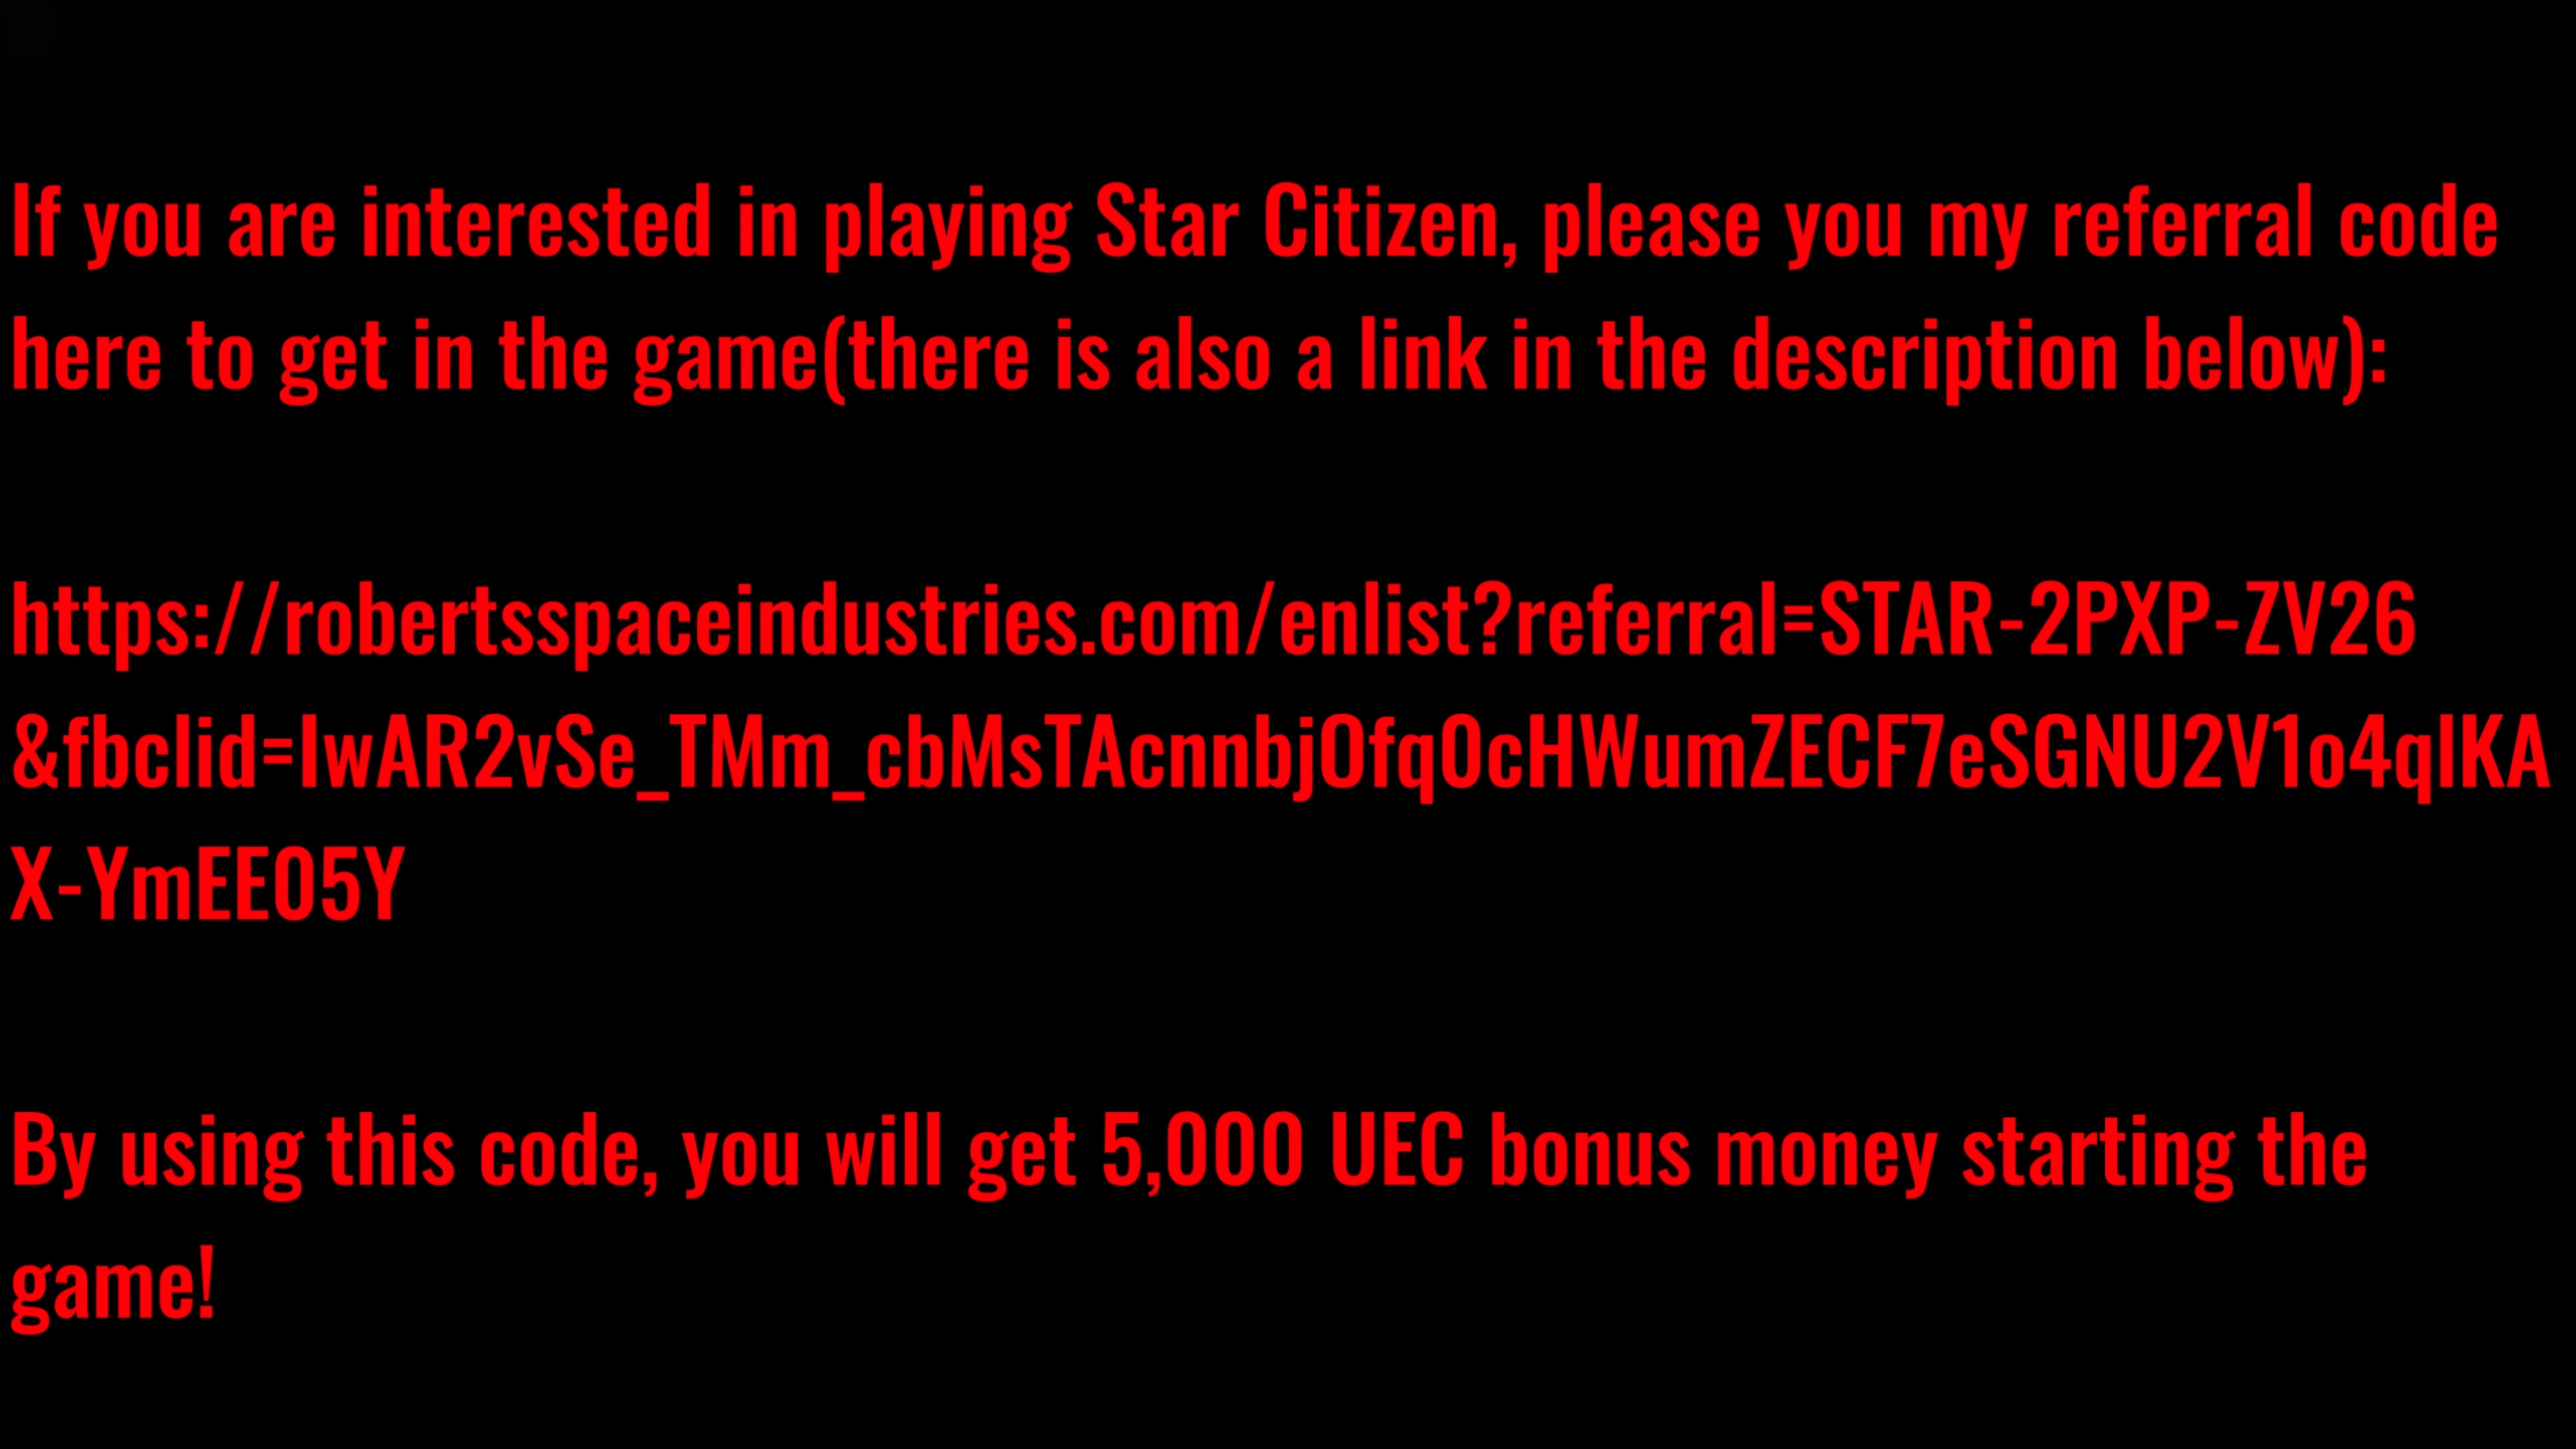 If you are interested in playing Star Citizen, please you my referral code
here to get in the game(there is also a link in the description below):
https://robertsspaceindustries.com/enlist?referral=STAR-2PXP-ZV26
&fbclid=IwAR2vSe_TMm_cbMsTAcnnbjOfq0cHWumZECF7eSGNU2V1o4qIKA
X-YmEE05Y
By using this code, you will get 5,000 UEC bonus money starting the
game!